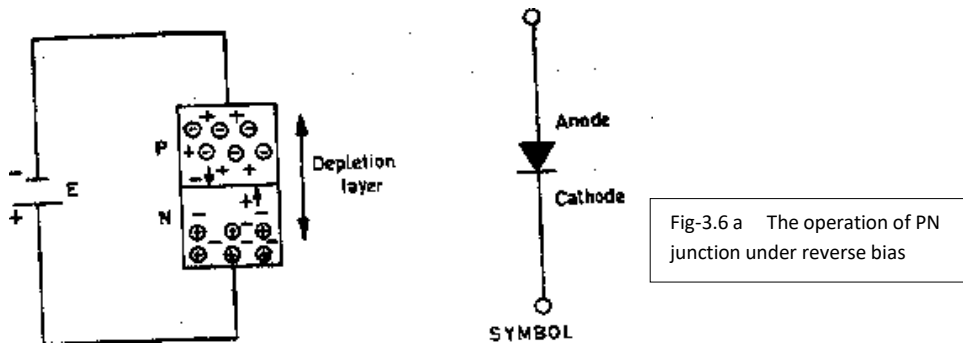 -
E
+
P
N
Depletion
layer
Anode
Cathode
SYMBOL
Fig-3.6 a The operation of PN
junction under reverse bias